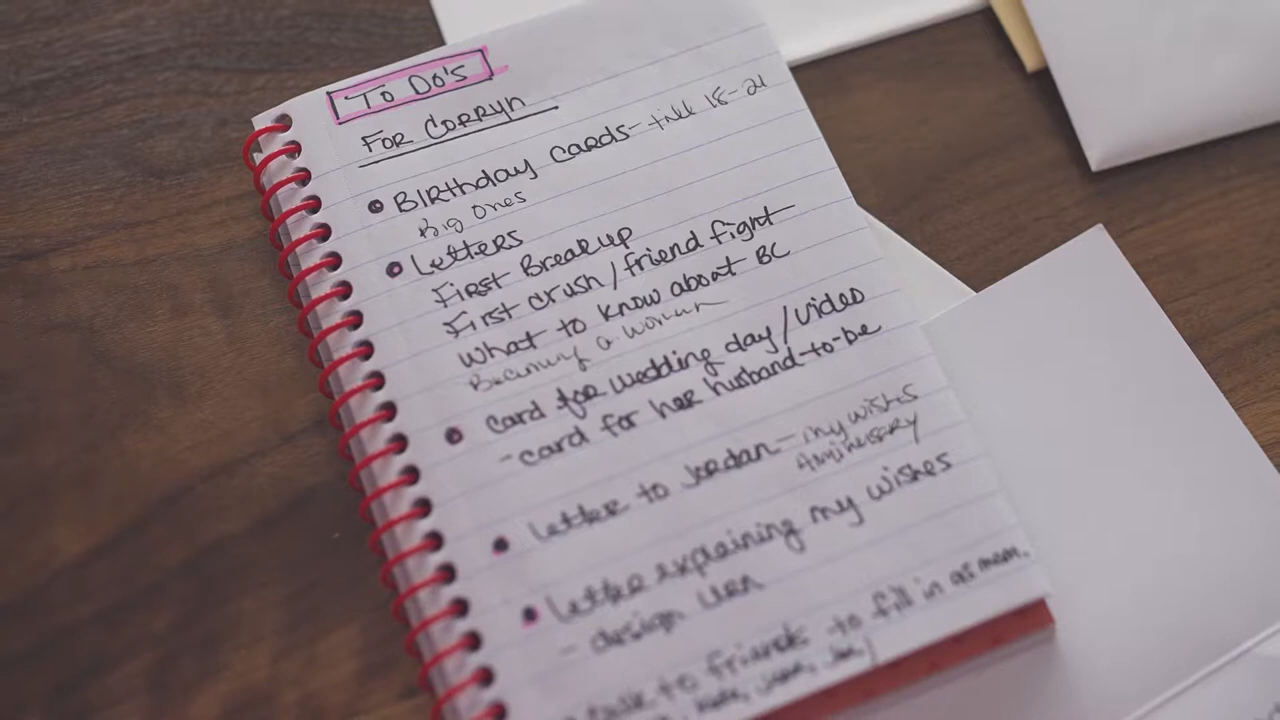 To Do's
For Corryn
• Birthday cards - till 18-21
Big ones
• Letters
First Breakup
First crush/friend fight
What to know about BC
Becoming a woman
• card for wedding day/video
- card for her husband-to-be
• letter to Jordan - my wishes
Anniversary
• Letter explaining my wishes
- design urn
talk to friends to fill in as mom.